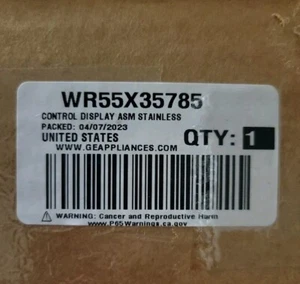 WR55X35785
CONTROL DISPLAY ASM STAINLESS
PACKED: 04/07/2023
UNITED STATES QTY: 1
WWW.GEAPPLIANCES.COM
WARNING: Cancer and Reproductive Harm
www.P65Warnings.ca.gov